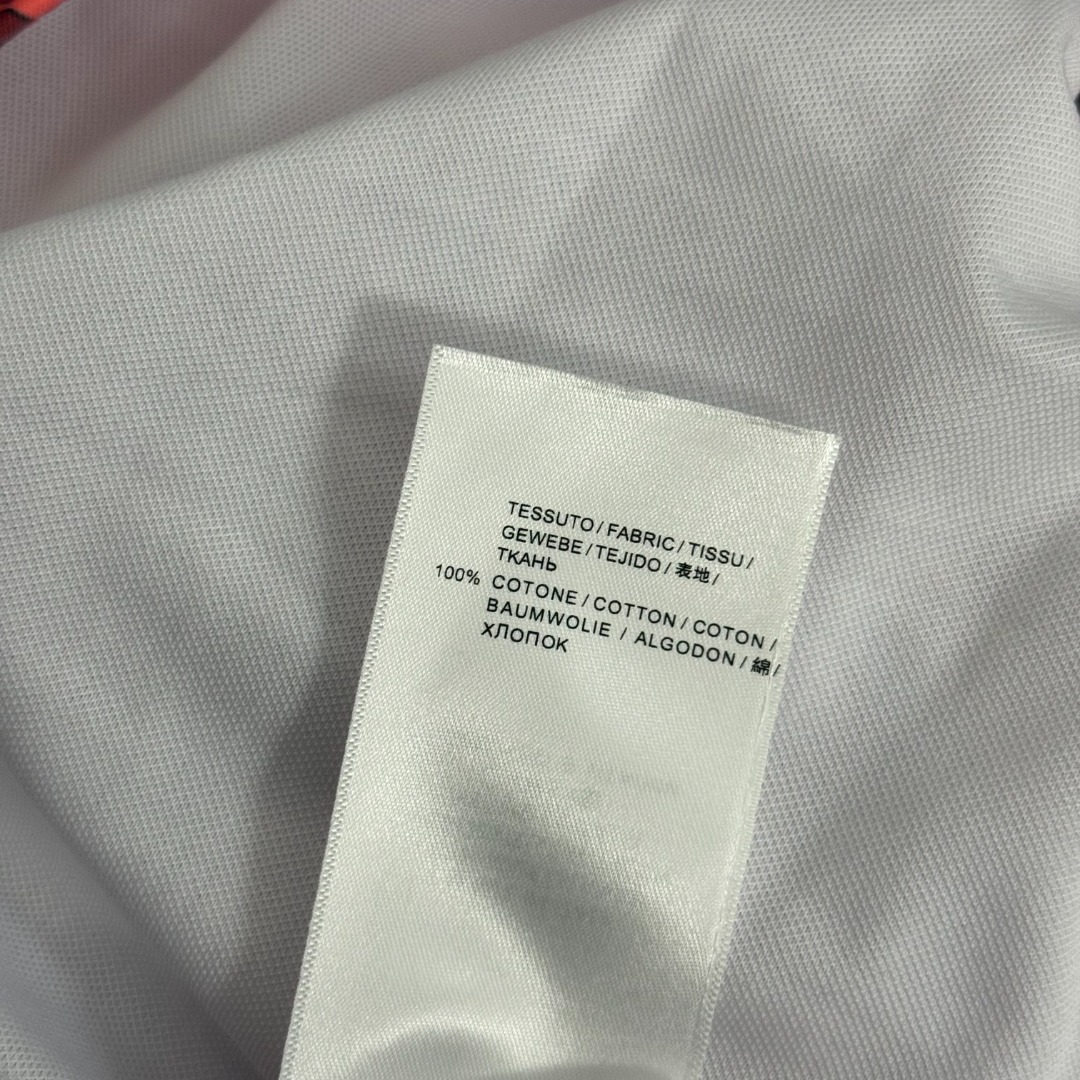 TESSUTO / FABRIC / TISSU /
GEWEBE / TEJIDO / 表地 /
ТКАНЬ
100% COTONE / COTTON / COTON /
BAUMWOLIE / ALGODON / 綿 /
ХЛОПОК